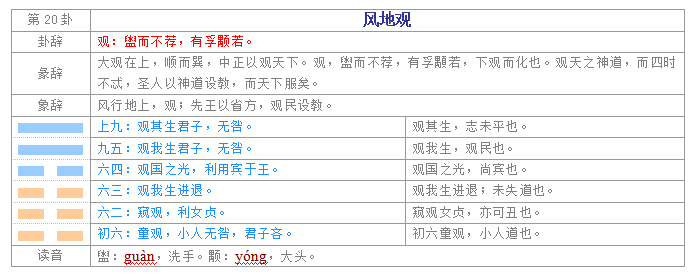 第20卦 风地观
卦辞 观：盥而不荐，有孚颙若。
彖辞 大观在上，顺而巽，中正以观天下。观，盥而不荐，有孚颙若，下观而化也。观天之神道，而四时
不忒，圣人以神道设教，而天下服矣。
象辞 风行地上，观；先王以省方，观民设教。
上九：观其生君子，无咎。 观其生，志未平也。
九五：观我生君子，无咎。 观我生，观民也。
六四：观国之光，利用宾于王。 观国之光，尚宾也。
六三：观我生进退。 观我生进退；未失道也。
六二：窥观，利女贞。 窥观女贞，亦可丑也。
初六：童观，小人无咎，君子吝。 初六童观，小人道也。
读音 盥：guàn，洗手。颙：yóng，大头。